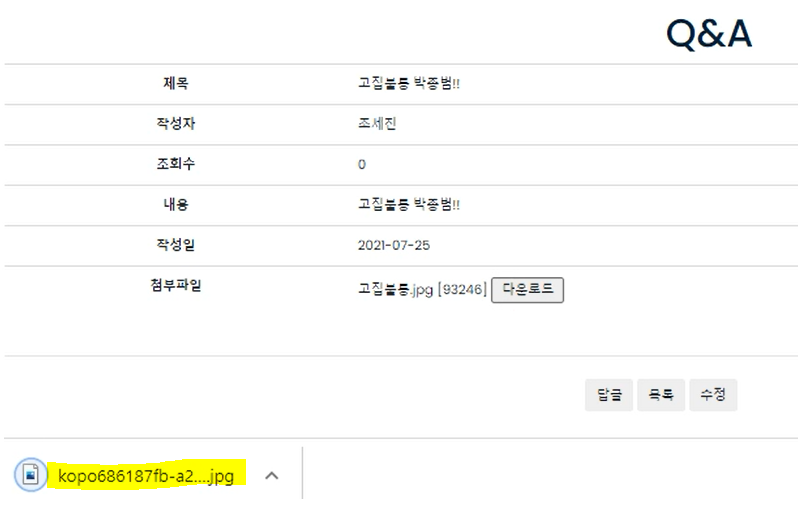 Q&A
제목 고집불통 박종범!!
작성자 조세진
조회수 0
내용 고집불통 박종범!!
작성일 2021-07-25
첨부파일 고집불통.jpg [93246] 다운로드
답글 목록 수정
kopo686187fb-a2....jpg